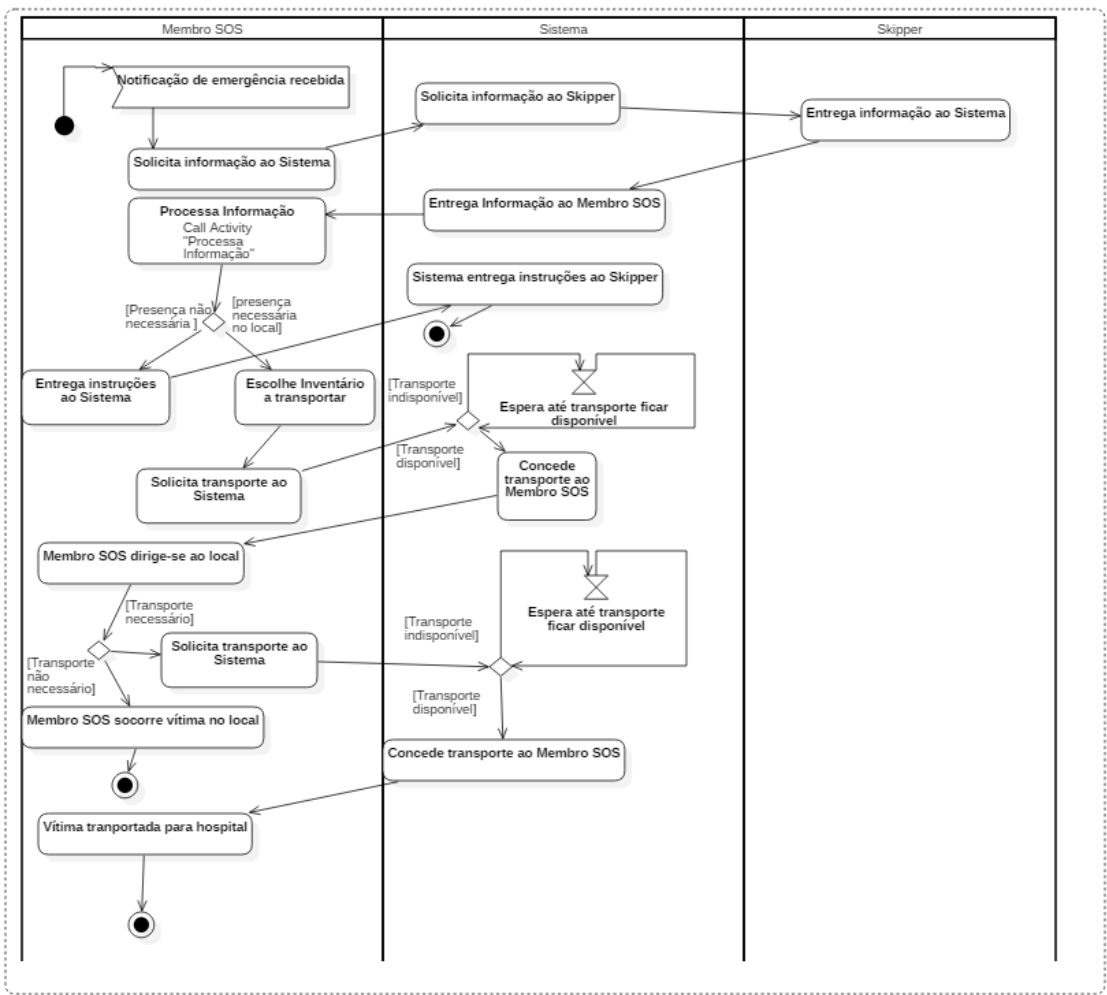 Membro SOS
Sistema
Skipper
Notificação de emergência recebida
Solicita informação ao Skipper
Entrega informação ao Sistema
Solicita informação ao Sistema
Entrega Informação ao Membro SOS
Processa Informação
Call Activity
"Processa
Informação"
Sistema entrega instruções ao Skipper
[Presença não
necessária ]
[presença
necessária
no local]
Entrega instruções
ao Sistema
Escolhe Inventário
a transportar
[Transporte
indisponível]
Espera até transporte ficar
disponível
[Transporte
disponível]
Solicita transporte ao
Sistema
Concede
transporte ao
Membro SOS
Membro SOS dirige-se ao local
[Transporte
necessário]
[Transporte
indisponível]
Espera até transporte
ficar disponível
Solicita transporte ao
Sistema
[Transporte
não
necessário]
[Transporte
disponível]
Membro SOS socorre vítima no local
Concede transporte ao Membro SOS
Vítima tranportada para hospital